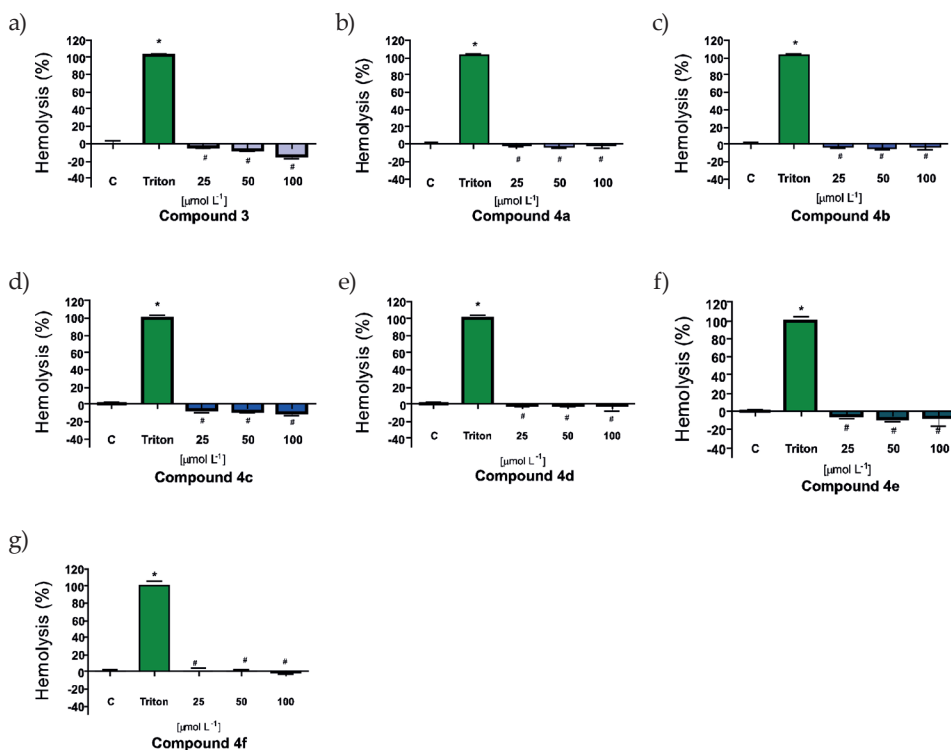 a)
Hemolysis (%)
120
100
80
60
40
20
0
-20
-40
*
# # #
C Triton 25 50 100
[µmol L⁻¹]
Compound 3
b)
Hemolysis (%)
120
100
80
60
40
20
0
-20
-40
*
# # #
C Triton 25 50 100
[µmol L⁻¹]
Compound 4a
c)
Hemolysis (%)
120
100
80
60
40
20
0
-20
-40
*
# # #
C Triton 25 50 100
[µmol L⁻¹]
Compound 4b
d)
Hemolysis (%)
120
100
80
60
40
20
0
-20
-40
*
# # #
C Triton 25 50 100
[µmol L⁻¹]
Compound 4c
e)
Hemolysis (%)
120
100
80
60
40
20
0
-20
-40
*
# # #
C Triton 25 50 100
[µmol L⁻¹]
Compound 4d
f)
Hemolysis (%)
120
100
80
60
40
20
0
-20
-40
*
# # #
C Triton 25 50 100
[µmol L⁻¹]
Compound 4e
g)
Hemolysis (%)
120
100
80
60
40
20
0
-20
-40
*
# # #
C Triton 25 50 100
[µmol L⁻¹]
Compound 4f